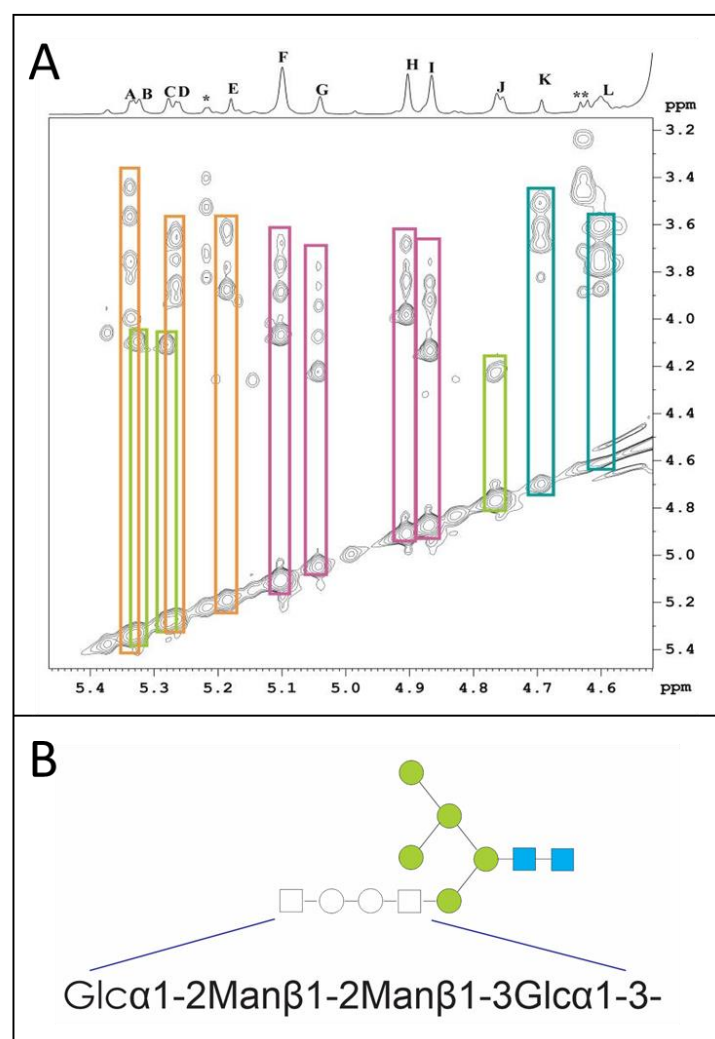 A
A B C D * E F G H I J K ** L
ppm
3.2
3.4
3.6
3.8
4.0
4.2
4.4
4.6
4.8
5.0
5.2
5.4
5.4 5.3 5.2 5.1 5.0 4.9 4.8 4.7 4.6 ppm
B
Glcα1-2Manβ1-2Manβ1-3Glcα1-3-